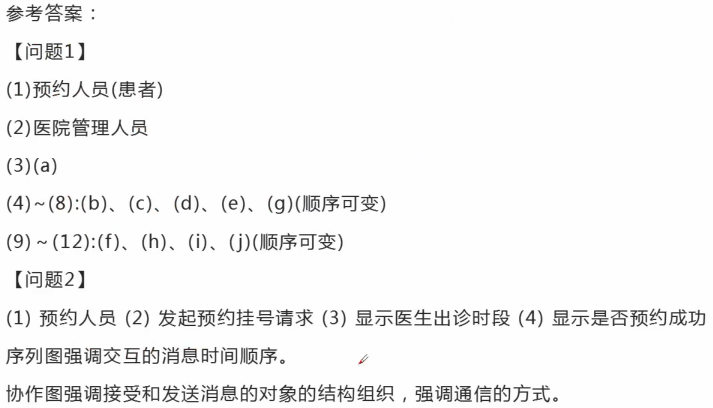 参考答案：
【问题1】
(1)预约人员(患者)
(2)医院管理人员
(3)(a)
(4)~(8):(b)、(c)、(d)、(e)、(g)(顺序可变)
(9)~(12):(f)、(h)、(i)、(j)(顺序可变)
【问题2】
(1) 预约人员 (2) 发起预约挂号请求 (3) 显示医生出诊时段 (4) 显示是否预约成功
序列图强调交互的消息时间顺序。
协作图强调接受和发送消息的对象的结构组织，强调通信的方式。